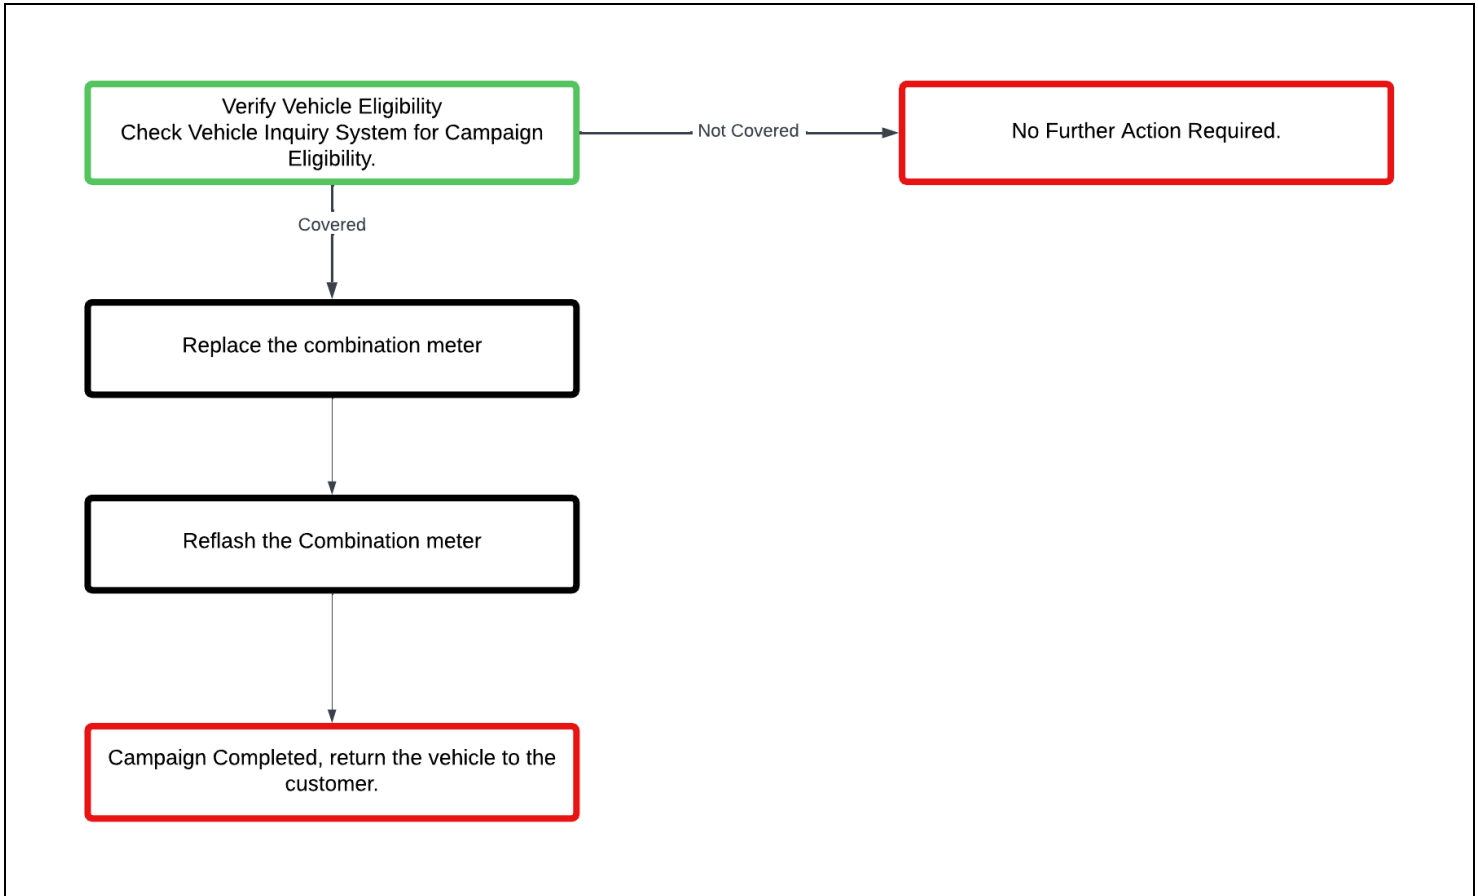 Verify Vehicle Eligibility
Check Vehicle Inquiry System for Campaign
Eligibility.
Not Covered
No Further Action Required.
Covered
Replace the combination meter
Reflash the Combination meter
Campaign Completed, return the vehicle to the
customer.